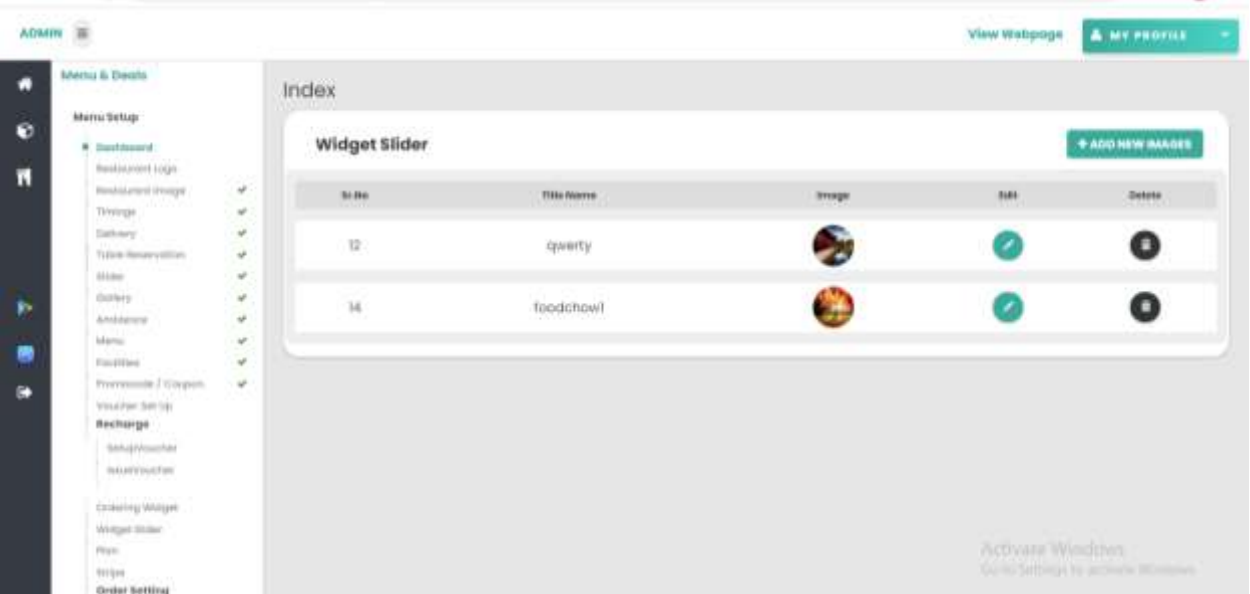 ADMIN
View Webpage
MY PROFILE
Menu & Deals
Menu Setup
Dashboard
Restaurant Logo
Restaurant Image
Timings
Delivery
Table Reservation
Slider
Gallery
Ambience
Menu
Facilities
Promocode / Coupon
Voucher Set Up
Recharge
SetupVoucher
IssueVoucher
Ordering Widget
Widget Slider
Plan
Stripe
Order Setting
Index
Widget Slider
+ ADD NEW IMAGES
Sr.No Title Name Image Edit Delete
12 qwerty
14 foodchow1
Activate Windows
Go to Settings to activate Windows.